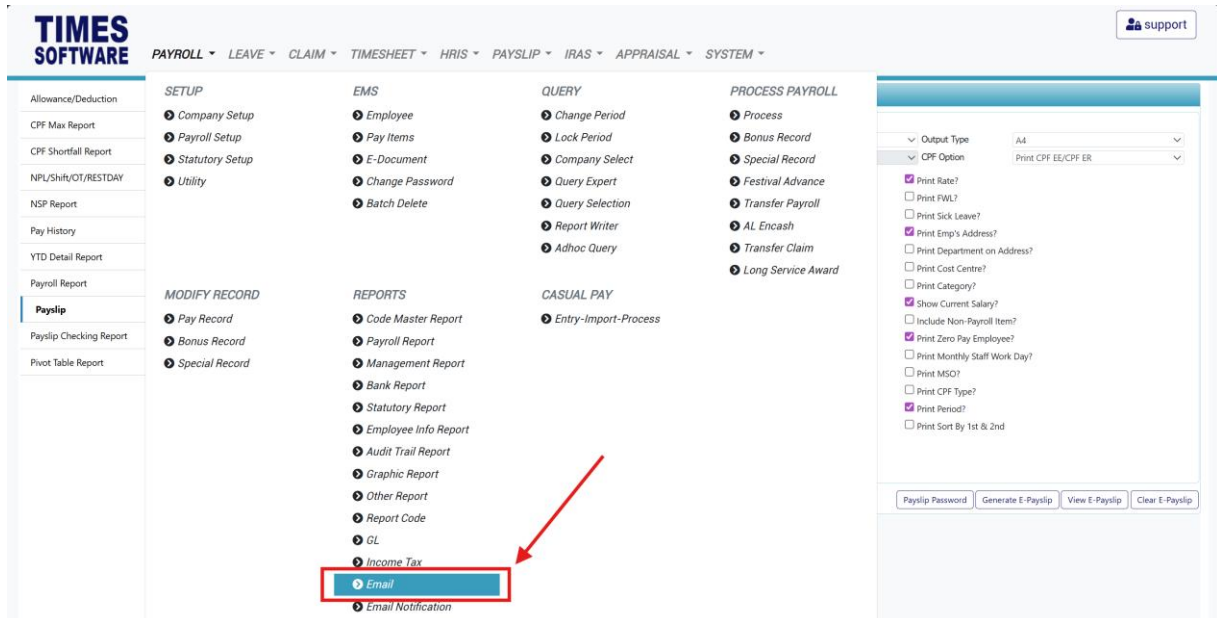 TIMES
SOFTWARE
PAYROLL LEAVE CLAIM TIMESHEET HRIS PAYSLIP IRAS APPRAISAL SYSTEM
support
Allowance/Deduction
CPF Max Report
CPF Shortfall Report
NPL/Shift/OT/RESTDAY
NSP Report
Pay History
YTD Detail Report
Payroll Report
Payslip
Payslip Checking Report
Pivot Table Report
SETUP
Company Setup
Payroll Setup
Statutory Setup
Utility
EMS
Employee
Pay Items
E-Document
Change Password
Batch Delete
QUERY
Change Period
Lock Period
Company Select
Query Expert
Query Selection
Report Writer
Adhoc Query
PROCESS PAYROLL
Process
Bonus Record
Special Record
Festival Advance
Transfer Payroll
AL Encash
Transfer Claim
Long Service Award
MODIFY RECORD
Pay Record
Bonus Record
Special Record
REPORTS
Code Master Report
Payroll Report
Management Report
Bank Report
Statutory Report
Employee Info Report
Audit Trail Report
Graphic Report
Other Report
Report Code
GL
Income Tax
Email
Email Notification
CASUAL PAY
Entry-Import-Process
Output Type A4
CPF Option Print CPF EE/CPF ER
Print Rate?
Print FWL?
Print Sick Leave?
Print Emp's Address?
Print Department on Address?
Print Cost Centre?
Print Category?
Show Current Salary?
Include Non-Payroll Item?
Print Zero Pay Employee?
Print Monthly Staff Work Day?
Print MSO?
Print CPF Type?
Print Period?
Print Sort By 1st & 2nd
Payslip Password Generate E-Payslip View E-Payslip Clear E-Payslip